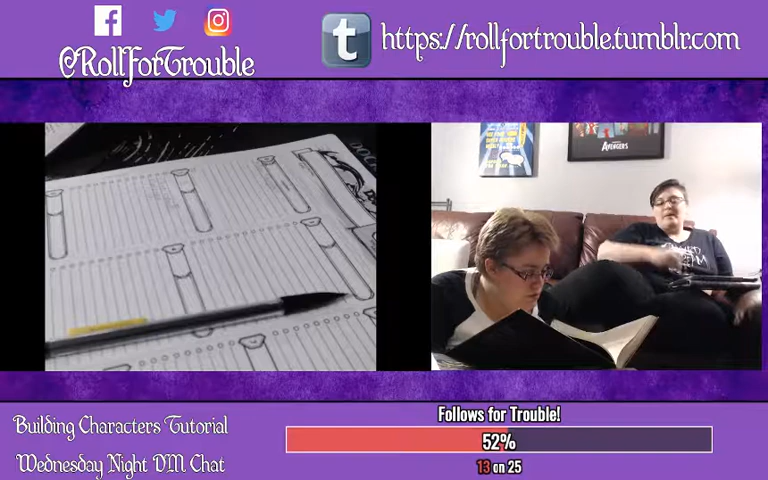 f
t
https://rollfortrouble.tumblr.com
@RollForTrouble
AVENGERS
Building Characters Tutorial
Wednesday Night DM Chat
Follows for Trouble!
52%
13 on 25